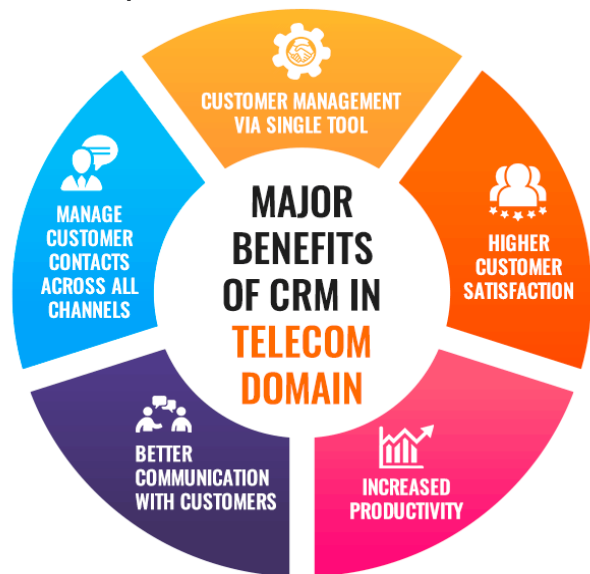 CUSTOMER MANAGEMENT
VIA SINGLE TOOL
HIGHER
CUSTOMER
SATISFACTION
INCREASED
PRODUCTIVITY
BETTER
COMMUNICATION
WITH CUSTOMERS
MANAGE
CUSTOMER
CONTACTS
ACROSS ALL
CHANNELS
MAJOR
BENEFITS
OF CRM IN
TELECOM
DOMAIN